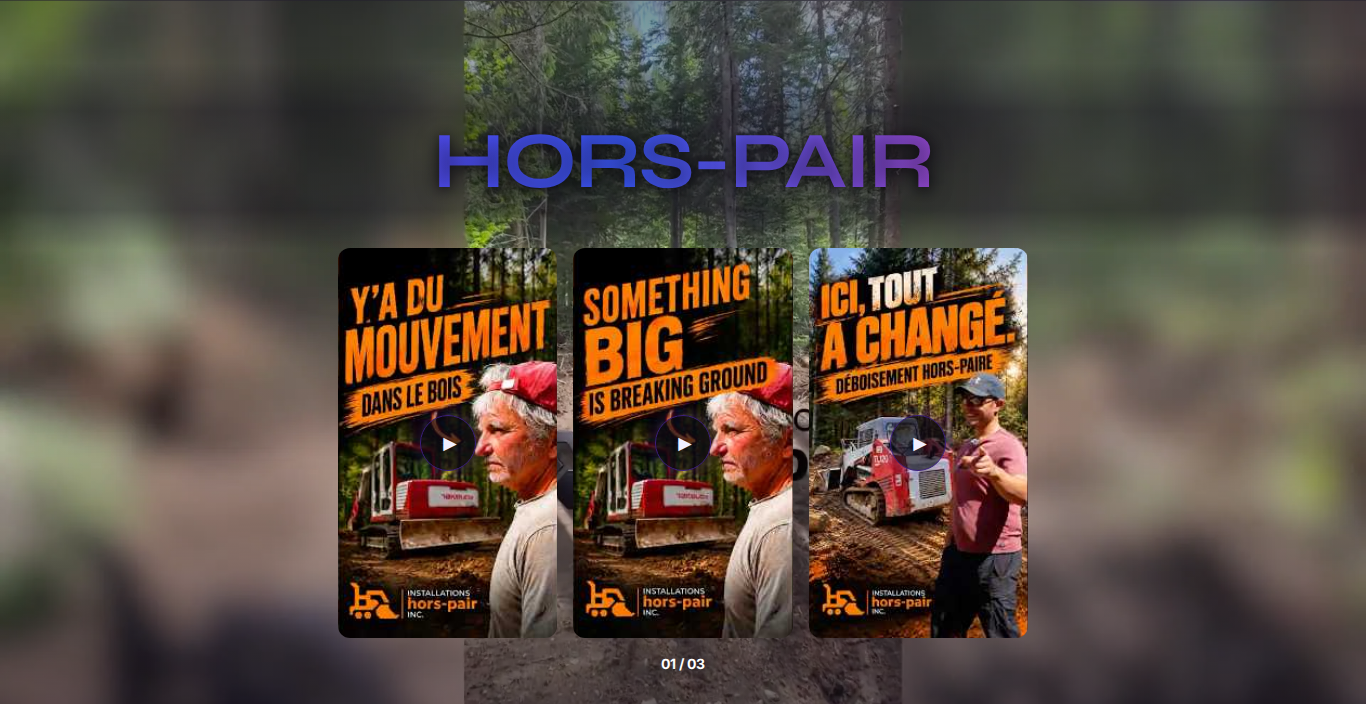 HORS-PAIR
Y'A DU
MOUVEMENT
DANS LE BOIS
INSTALLATIONS
hors-pair
INC.
SOMETHING
BIG
IS BREAKING GROUND
INSTALLATIONS
hors-pair
INC.
ICI, TOUT
A CHANGÉ.
DÉBOISEMENT HORS-PAIRE
TL126
INSTALLATIONS
hors-pair
INC.
01 / 03